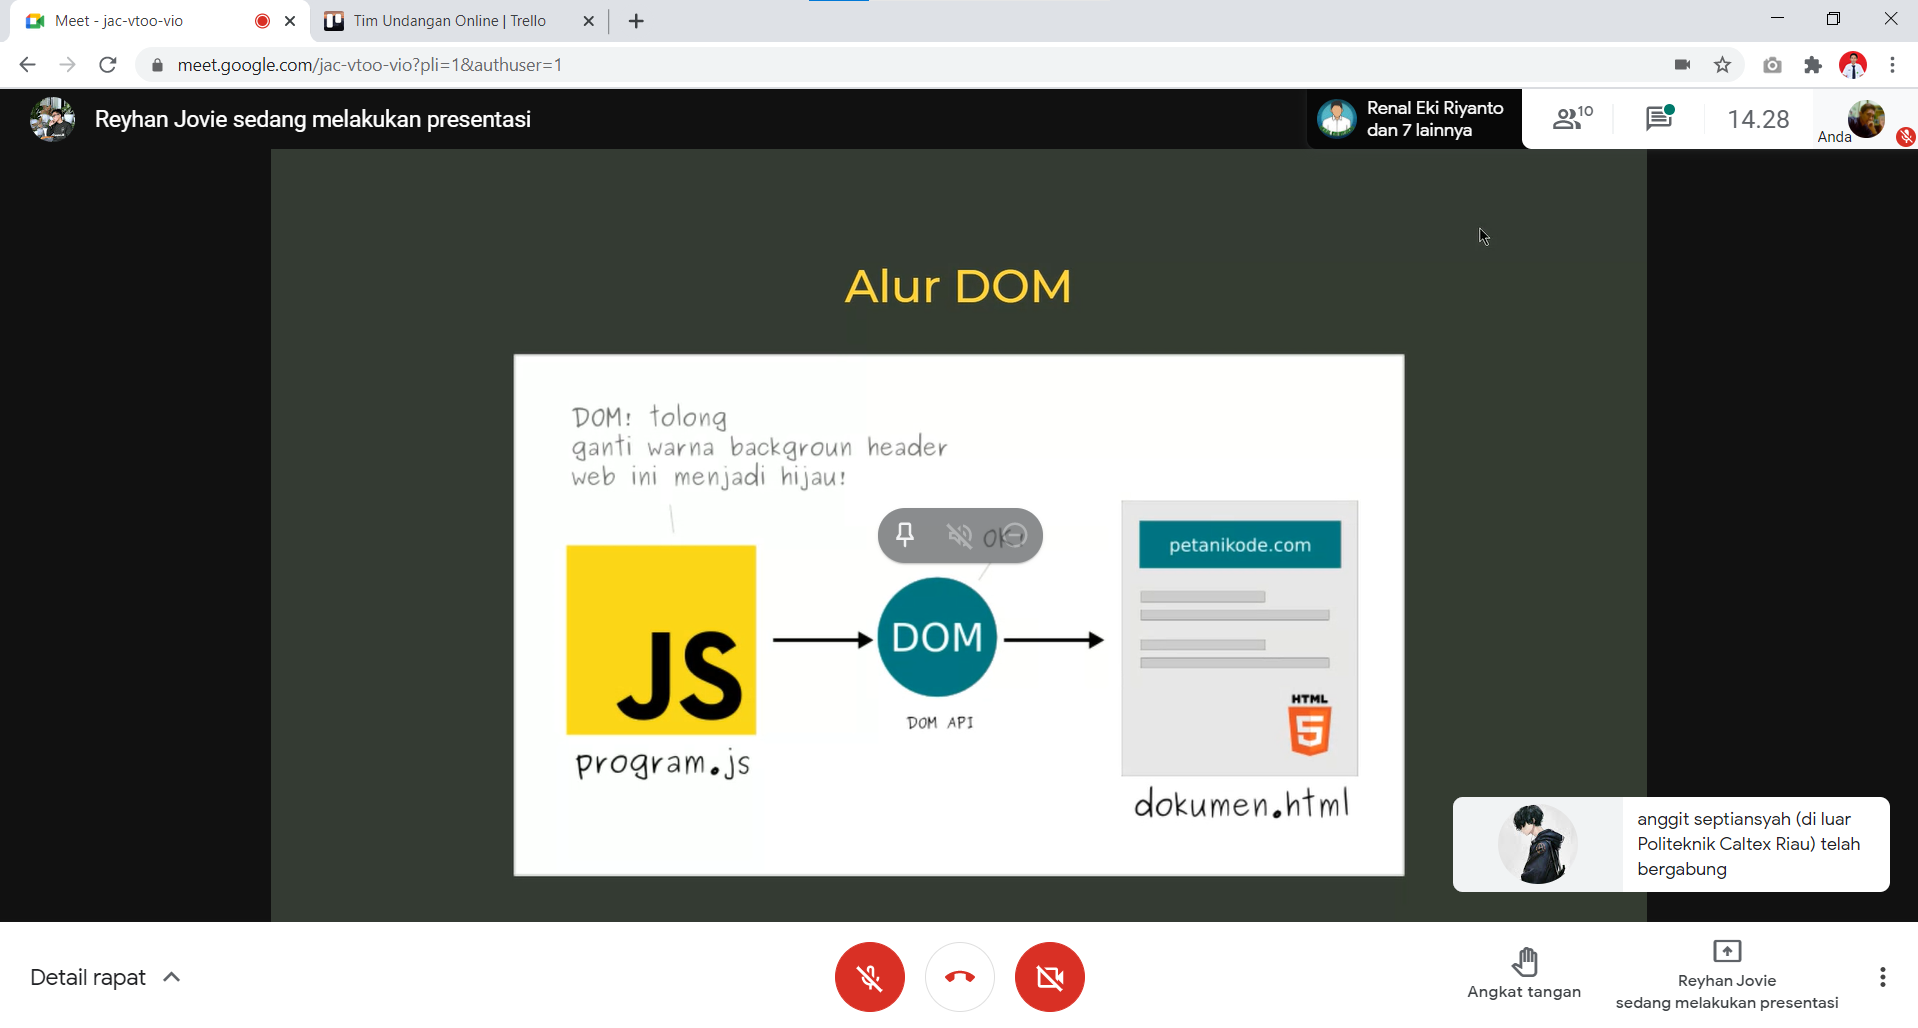 Meet - jac-vtoo-vio
Tim Undangan Online | Trello
meet.google.com/jac-vtoo-vio?pli=1&authuser=1
Reyhan Jovie sedang melakukan presentasi
Renal Eki Riyanto
dan 7 lainnya
10
14.28
Anda
Alur DOM
DOM! tolong
ganti warna backgroun header
web ini menjadi hijau!
OK!
petanikode.com
JS
DOM
HTML
5
DOM API
program.js
dokumen.html
anggit septiansyah (di luar
Politeknik Caltex Riau) telah
bergabung
Detail rapat
Angkat tangan
Reyhan Jovie
sedang melakukan presentasi